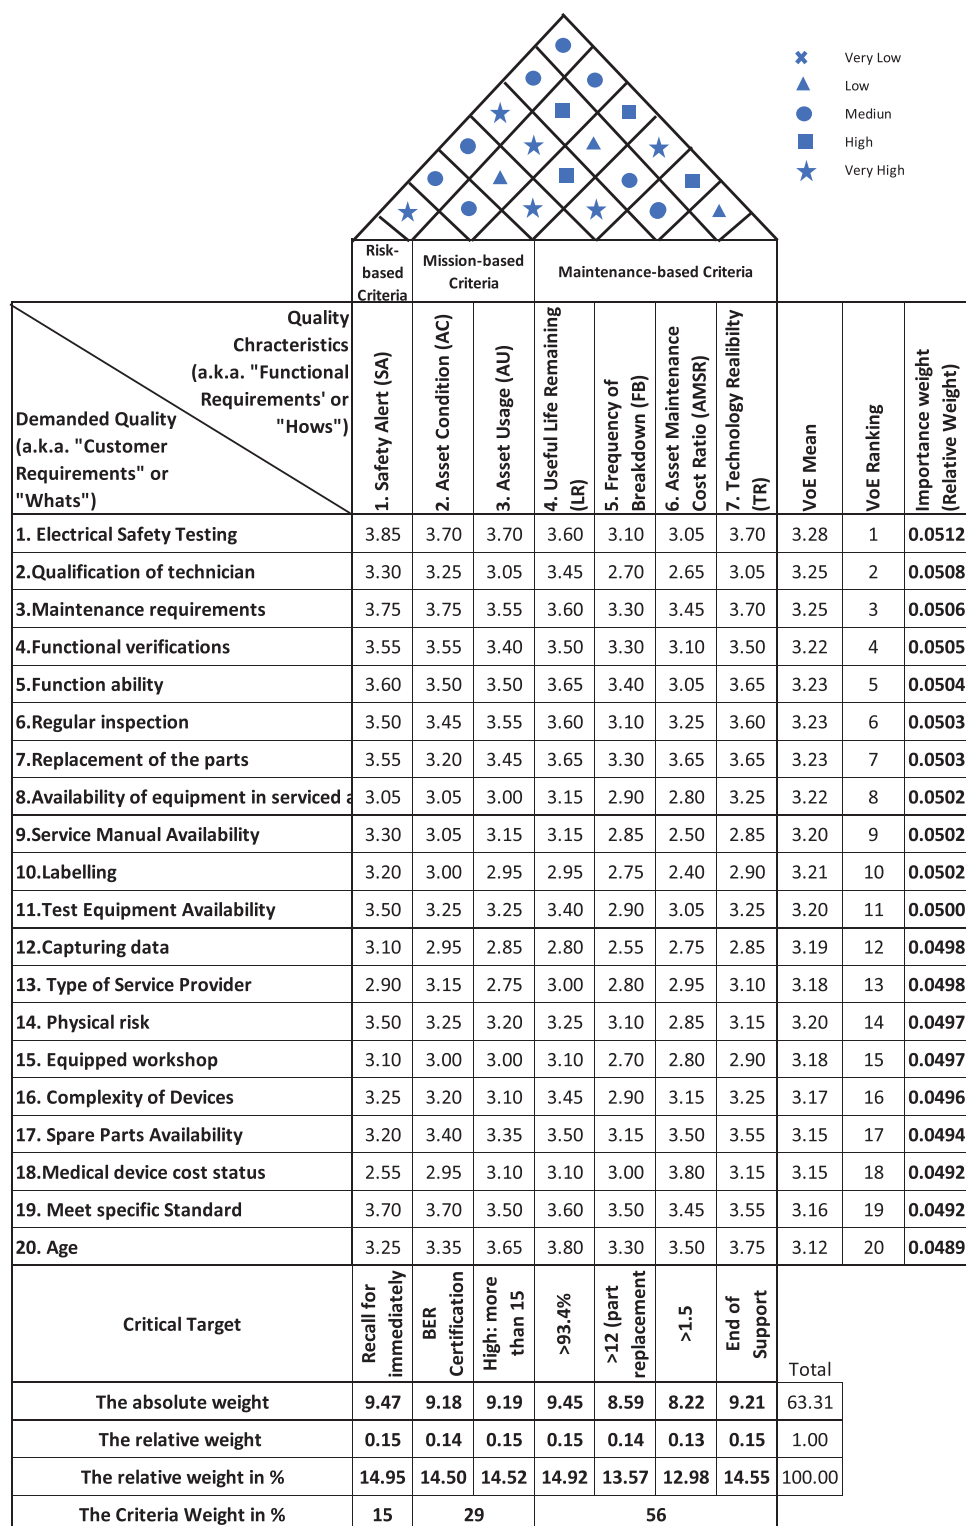 Very Low
Low
Mediun
High
Very High
Risk-
based
Criteria
Mission-based
Criteria
Maintenance-based Criteria
Quality
Chracteristics
(a.k.a. "Functional
Requirements' or
"Hows")
Demanded Quality
(a.k.a. "Customer
Requirements" or
"Whats")
1. Safety Alert (SA)
2. Asset Condition (AC)
3. Asset Usage (AU)
4. Useful Life Remaining
(LR)
5. Frequency of
Breakdown (FB)
6. Asset Maintenance
Cost Ratio (AMSR)
7. Technology Realibilty
(TR)
VoE Mean
VoE Ranking
Importance weight
(Relative Weight)
1. Electrical Safety Testing 3.85 3.70 3.70 3.60 3.10 3.05 3.70 3.28 1 0.0512
2.Qualification of technician 3.30 3.25 3.05 3.45 2.70 2.65 3.05 3.25 2 0.0508
3.Maintenance requirements 3.75 3.75 3.55 3.60 3.30 3.45 3.70 3.25 3 0.0506
4.Functional verifications 3.55 3.55 3.40 3.50 3.30 3.10 3.50 3.22 4 0.0505
5.Function ability 3.60 3.50 3.50 3.65 3.40 3.05 3.65 3.23 5 0.0504
6.Regular inspection 3.50 3.45 3.55 3.60 3.10 3.25 3.60 3.23 6 0.0503
7.Replacement of the parts 3.55 3.20 3.45 3.65 3.30 3.65 3.65 3.23 7 0.0503
8.Availability of equipment in serviced a 3.05 3.05 3.00 3.15 2.90 2.80 3.25 3.22 8 0.0502
9.Service Manual Availability 3.30 3.05 3.15 3.15 2.85 2.50 2.85 3.20 9 0.0502
10.Labelling 3.20 3.00 2.95 2.95 2.75 2.40 2.90 3.21 10 0.0502
11.Test Equipment Availability 3.50 3.25 3.25 3.40 2.90 3.05 3.25 3.20 11 0.0500
12.Capturing data 3.10 2.95 2.85 2.80 2.55 2.75 2.85 3.19 12 0.0498
13. Type of Service Provider 2.90 3.15 2.75 3.00 2.80 2.95 3.10 3.18 13 0.0498
14. Physical risk 3.50 3.25 3.20 3.25 3.10 2.85 3.15 3.20 14 0.0497
15. Equipped workshop 3.10 3.00 3.00 3.10 2.70 2.80 2.90 3.18 15 0.0497
16. Complexity of Devices 3.25 3.20 3.10 3.45 2.90 3.15 3.25 3.17 16 0.0496
17. Spare Parts Availability 3.20 3.40 3.35 3.50 3.15 3.50 3.55 3.15 17 0.0494
18.Medical device cost status 2.55 2.95 3.10 3.10 3.00 3.80 3.15 3.15 18 0.0492
19. Meet specific Standard 3.70 3.70 3.50 3.60 3.50 3.45 3.55 3.16 19 0.0492
20. Age 3.25 3.35 3.65 3.80 3.30 3.50 3.75 3.12 20 0.0489
Critical Target
Recall for
immediately
BER
Certification
High: more
than 15
>93.4%
>12 (part
replacement
>1.5
End of
Support
Total
The absolute weight 9.47 9.18 9.19 9.45 8.59 8.22 9.21 63.31
The relative weight 0.15 0.14 0.15 0.15 0.14 0.13 0.15 1.00
The relative weight in % 14.95 14.50 14.52 14.92 13.57 12.98 14.55 100.00
The Criteria Weight in % 15 29 56